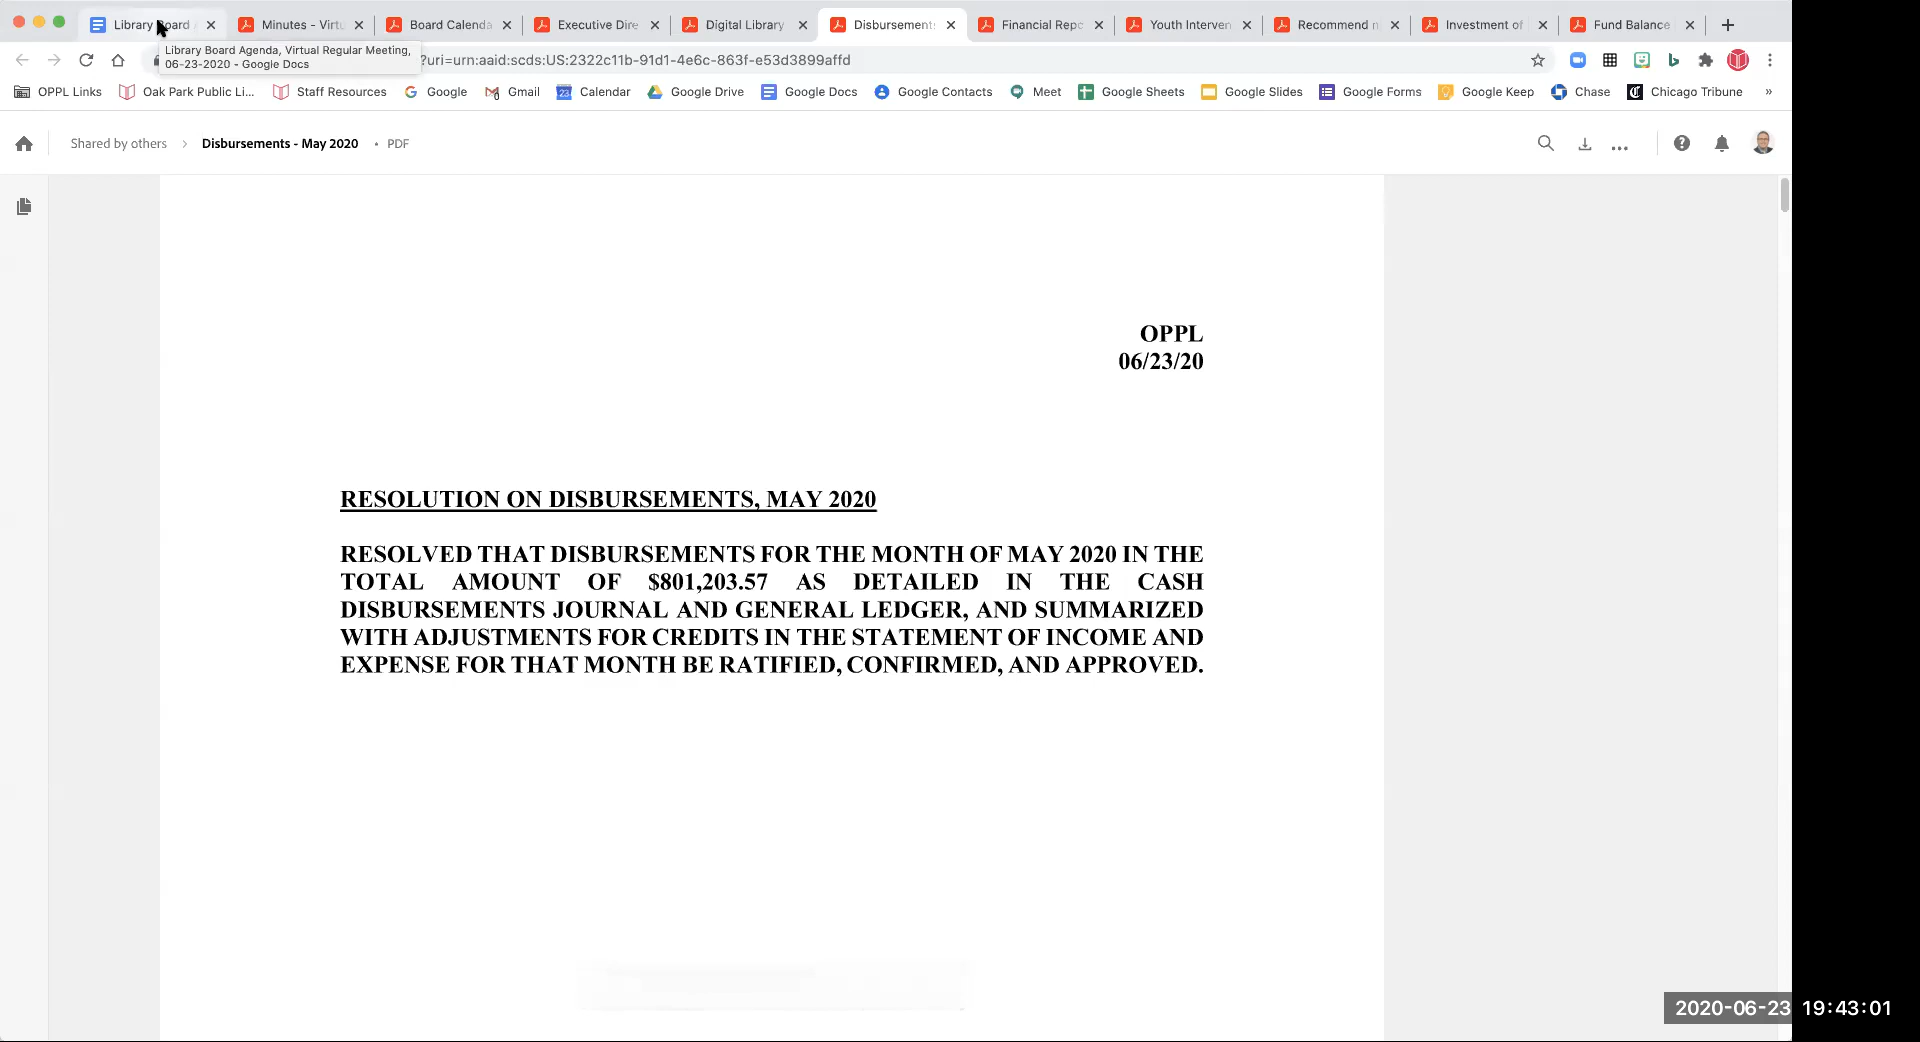 Library Board
Minutes - Virtu
Board Calenda
Executive Dire
Digital Library
Disbursement
Financial Repo
Youth Interven
Recommend
Investment of
Fund Balance
Library Board Agenda, Virtual Regular Meeting,
06-23-2020 - Google Docs
?uri=urn:aaid:scds:US:2322c11b-91d1-4e6c-863f-e53d3899affd
OPPL Links
Oak Park Public Li...
Staff Resources
Google
Gmail
Calendar
Google Drive
Google Docs
Google Contacts
Meet
Google Sheets
Google Slides
Google Forms
Google Keep
Chase
Chicago Tribune
»
Shared by others > Disbursements - May 2020 • PDF
OPPL
06/23/20
RESOLUTION ON DISBURSEMENTS, MAY 2020
RESOLVED THAT DISBURSEMENTS FOR THE MONTH OF MAY 2020 IN THE
TOTAL AMOUNT OF $801,203.57 AS DETAILED IN THE CASH
DISBURSEMENTS JOURNAL AND GENERAL LEDGER, AND SUMMARIZED
WITH ADJUSTMENTS FOR CREDITS IN THE STATEMENT OF INCOME AND
EXPENSE FOR THAT MONTH BE RATIFIED, CONFIRMED, AND APPROVED.
2020-06-23 19:43:01